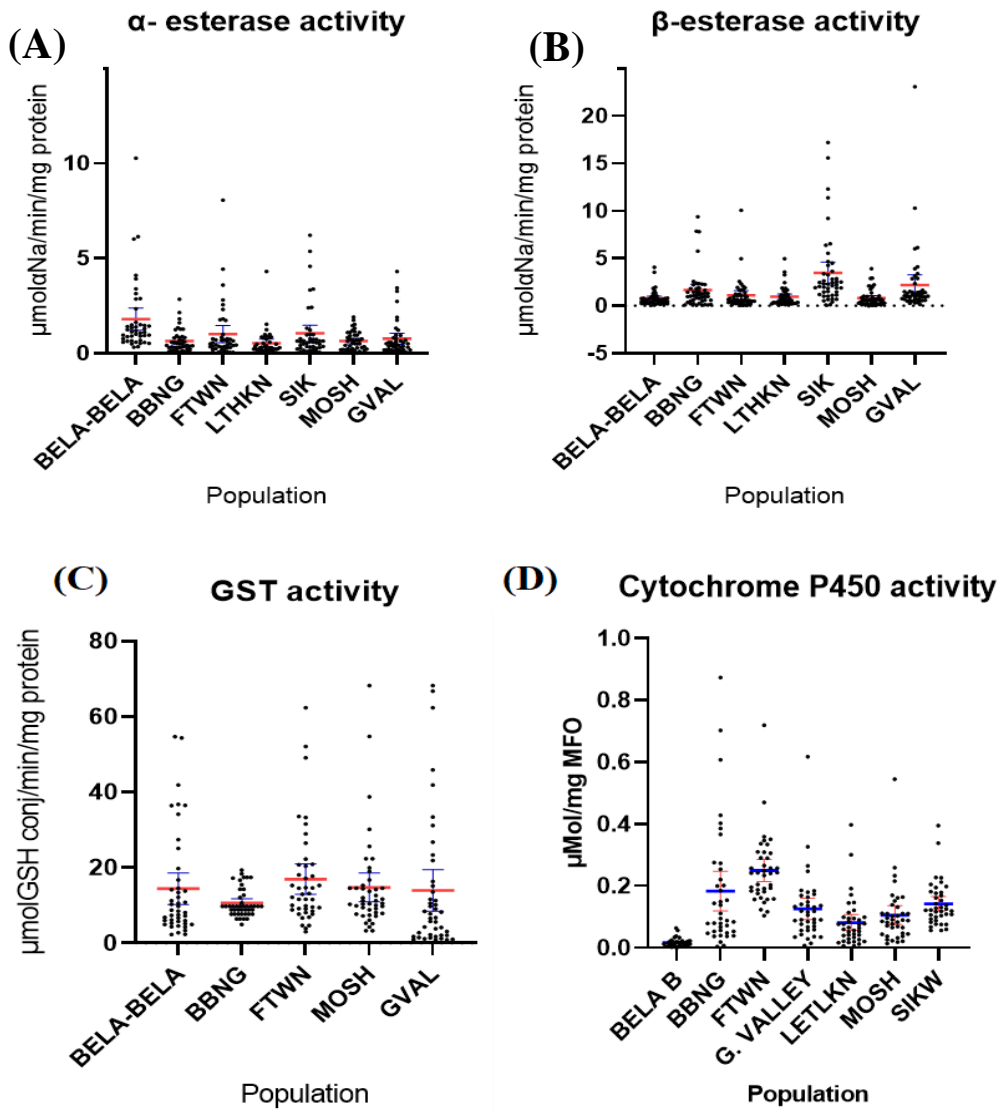 (A)
α- esterase activity
μmolαNa/min/mg protein
10
5
0
BELA-BELA
BBNG
FTWN
LTHKN
SIK
MOSH
GVAL
Population
(B)
β-esterase activity
μmolαNa/min/mg protein
20
15
10
5
0
-5
BELA-BELA
BBNG
FTWN
LTHKN
SIK
MOSH
GVAL
Population
(C)
GST activity
μmolGSH conj/min/mg protein
80
60
40
20
0
BELA-BELA
BBNG
FTWN
MOSH
GVAL
Population
(D)
Cytochrome P450 activity
μMol/mg MFO
1.0
0.8
0.6
0.4
0.2
0.0
BELA B
BBNG
FTWN
G. VALLEY
LETLKN
MOSH
SIKW
Population